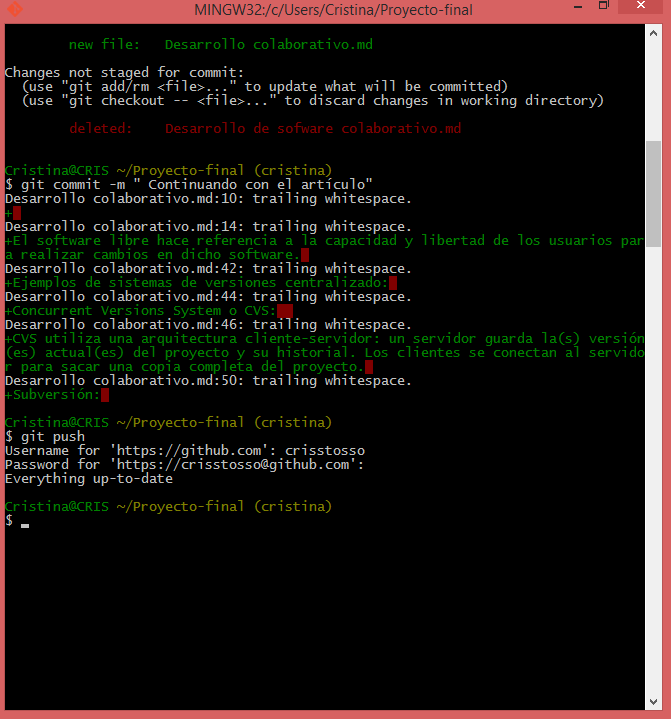 MINGW32:/c/Users/Cristina/Proyecto-final
new file:   Desarrollo colaborativo.md
Changes not staged for commit:
(use "git add/rm <file>..." to update what will be committed)
(use "git checkout -- <file>..." to discard changes in working directory)
deleted:    Desarrollo de sofware colaborativo.md
Cristina@CRIS ~/Proyecto-final (cristina)
$ git commit -m " Continuando con el artículo"
Desarrollo colaborativo.md:10: trailing whitespace.
+
Desarrollo colaborativo.md:14: trailing whitespace.
+El software libre hace referencia a la capacidad y libertad de los usuarios par
a realizar cambios en dicho software.
Desarrollo colaborativo.md:42: trailing whitespace.
+Ejemplos de sistemas de versiones centralizado:
Desarrollo colaborativo.md:44: trailing whitespace.
+Concurrent Versions System o CVS:
Desarrollo colaborativo.md:46: trailing whitespace.
+CVS utiliza una arquitectura cliente-servidor: un servidor guarda la(s) versión
(es) actual(es) del proyecto y su historial. Los clientes se conectan al servido
r para sacar una copia completa del proyecto.
Desarrollo colaborativo.md:50: trailing whitespace.
+Subversión:
Cristina@CRIS ~/Proyecto-final (cristina)
$ git push
Username for 'https://github.com': crisstosso
Password for 'https://crisstosso@github.com':
Everything up-to-date
Cristina@CRIS ~/Proyecto-final (cristina)
$